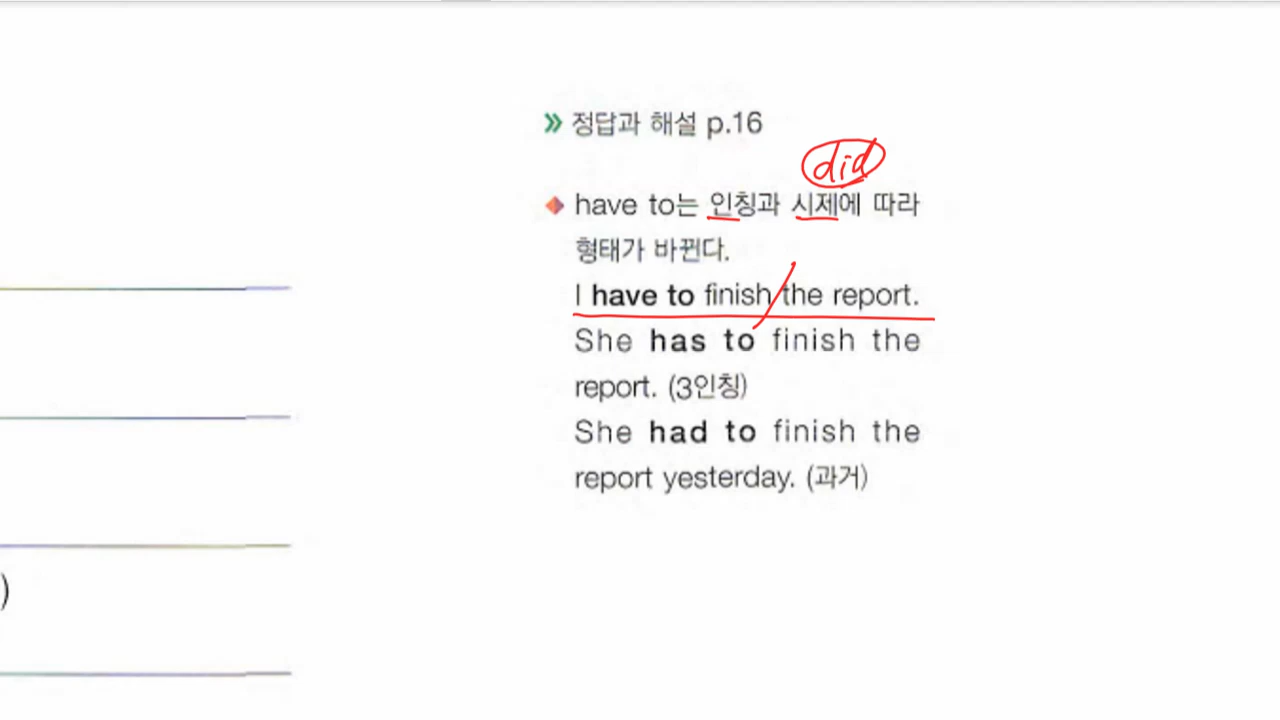 » 정답과 해설 p.16
did
◆ have to는 인칭과 시제에 따라
형태가 바뀐다.
I have to finish the report.
She has to finish the
report. (3인칭)
She had to finish the
report yesterday. (과거)
)